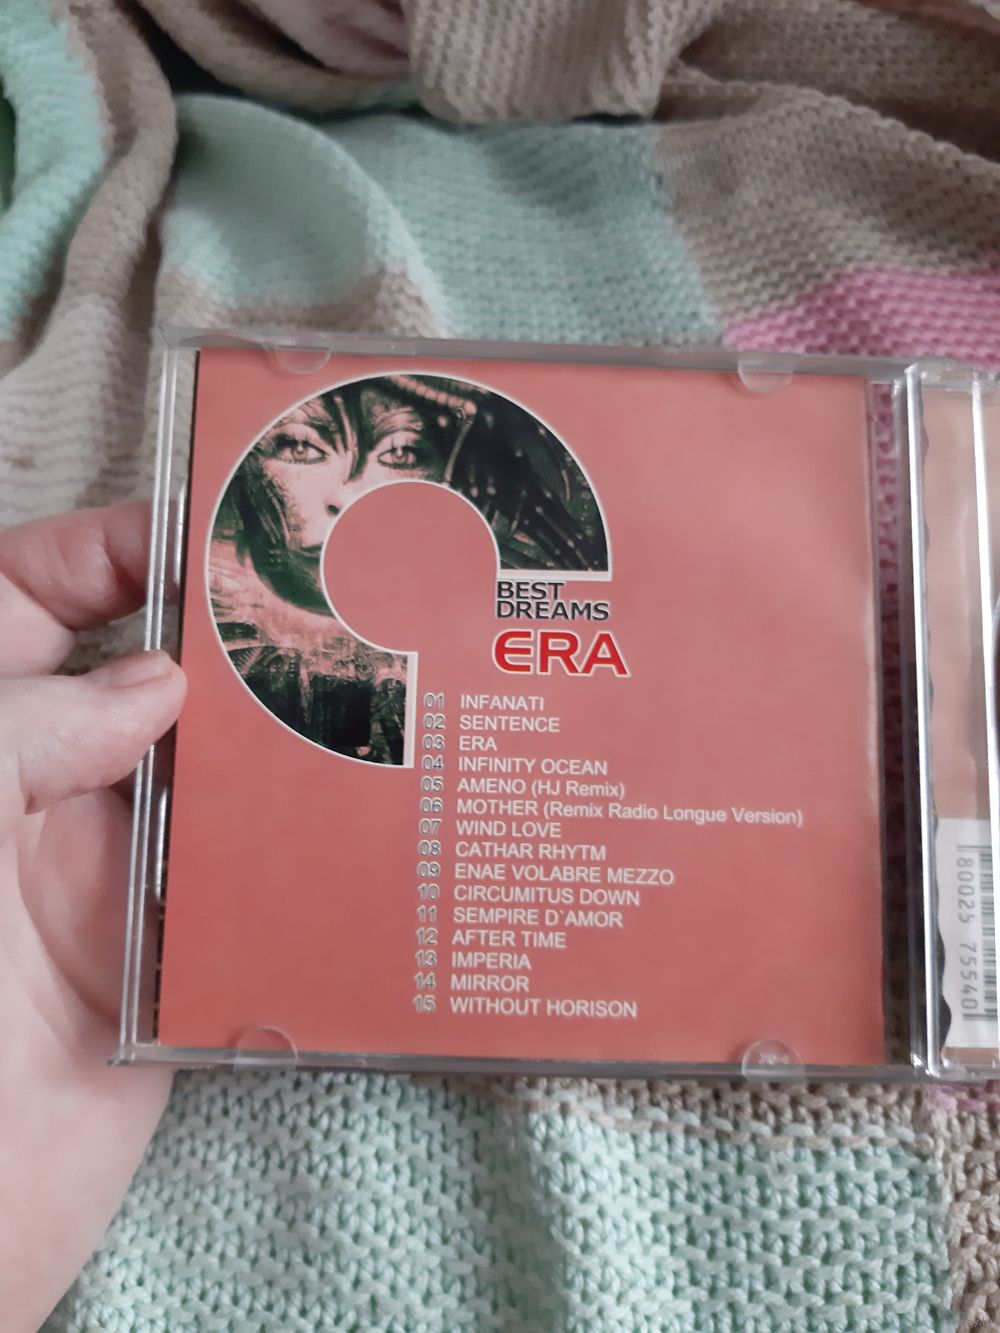 BEST
DREAMS
ERA
01 INFANATI
02 SENTENCE
03 ERA
04 INFINITY OCEAN
05 AMENO (HJ Remix)
06 MOTHER (Remix Radio Longue Version)
07 WIND LOVE
08 CATHAR RHYTM
09 ENAE VOLABRE MEZZO
10 CIRCUMITUS DOWN
11 SEMPIRE D`AMOR
12 AFTER TIME
13 IMPERIA
14 MIRROR
15 WITHOUT HORISON
80025 75540